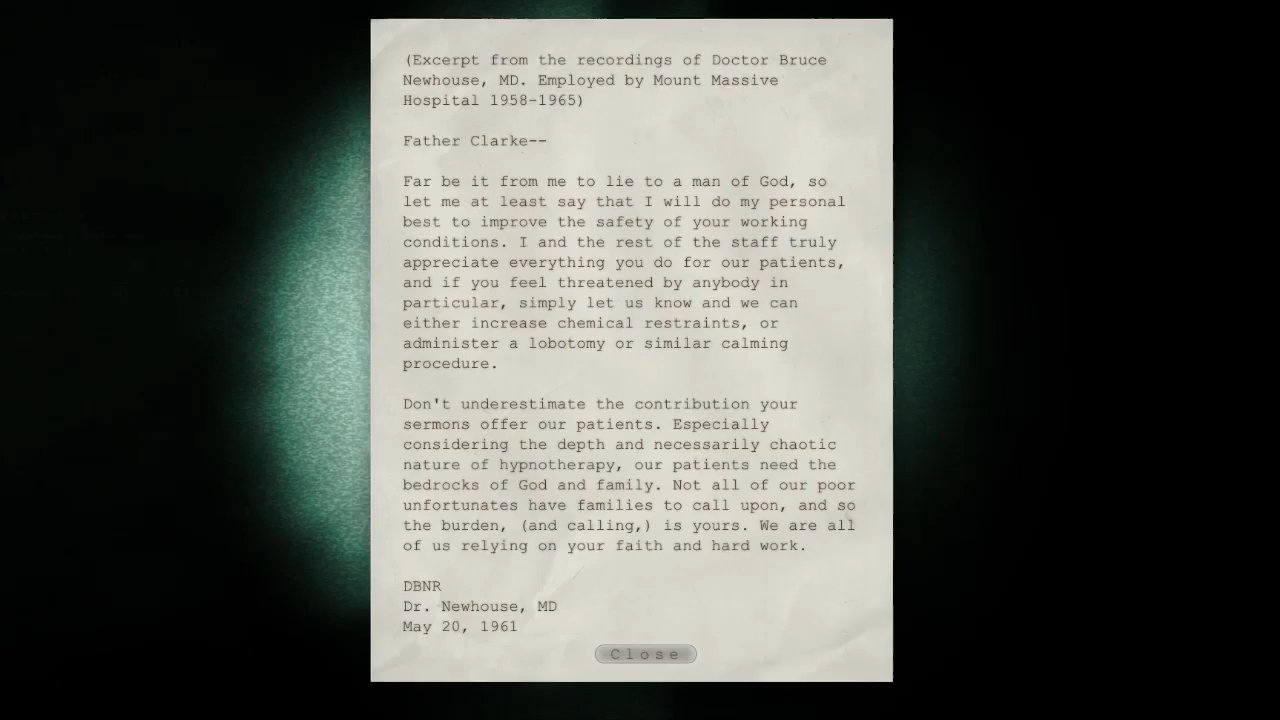 (Excerpt from the recordings of Doctor Bruce
Newhouse, MD. Employed by Mount Massive
Hospital 1958-1965)
Father Clarke--
Far be it from me to lie to a man of God, so
let me at least say that I will do my personal
best to improve the safety of your working
conditions. I and the rest of the staff truly
appreciate everything you do for our patients,
and if you feel threatened by anybody in
particular, simply let us know and we can
either increase chemical restraints, or
administer a lobotomy or similar calming
procedure.
Don't underestimate the contribution your
sermons offer our patients. Especially
considering the depth and necessarily chaotic
nature of hypnotherapy, our patients need the
bedrocks of God and family. Not all of our poor
unfortunates have families to call upon, and so
the burden, (and calling,) is yours. We are all
of us relying on your faith and hard work.
DBNR
Dr. Newhouse, MD
May 20, 1961
Close